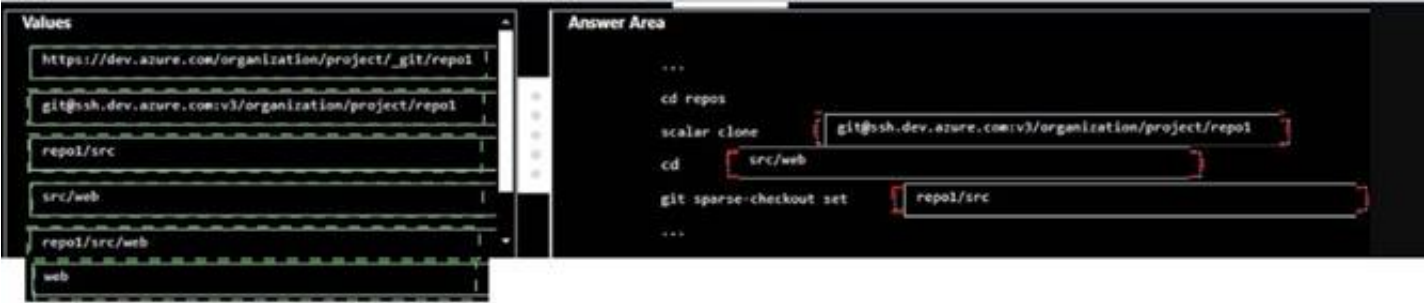 Values
https://dev.azure.com/organization/project/_git/repo1
git@ssh.dev.azure.com:v3/organization/project/repo1
repo1/src
src/web
repo1/src/web
web
Answer Area
...
cd repos
scalar clone git@ssh.dev.azure.com:v3/organization/project/repo1
cd src/web
git sparse-checkout set repo1/src
...